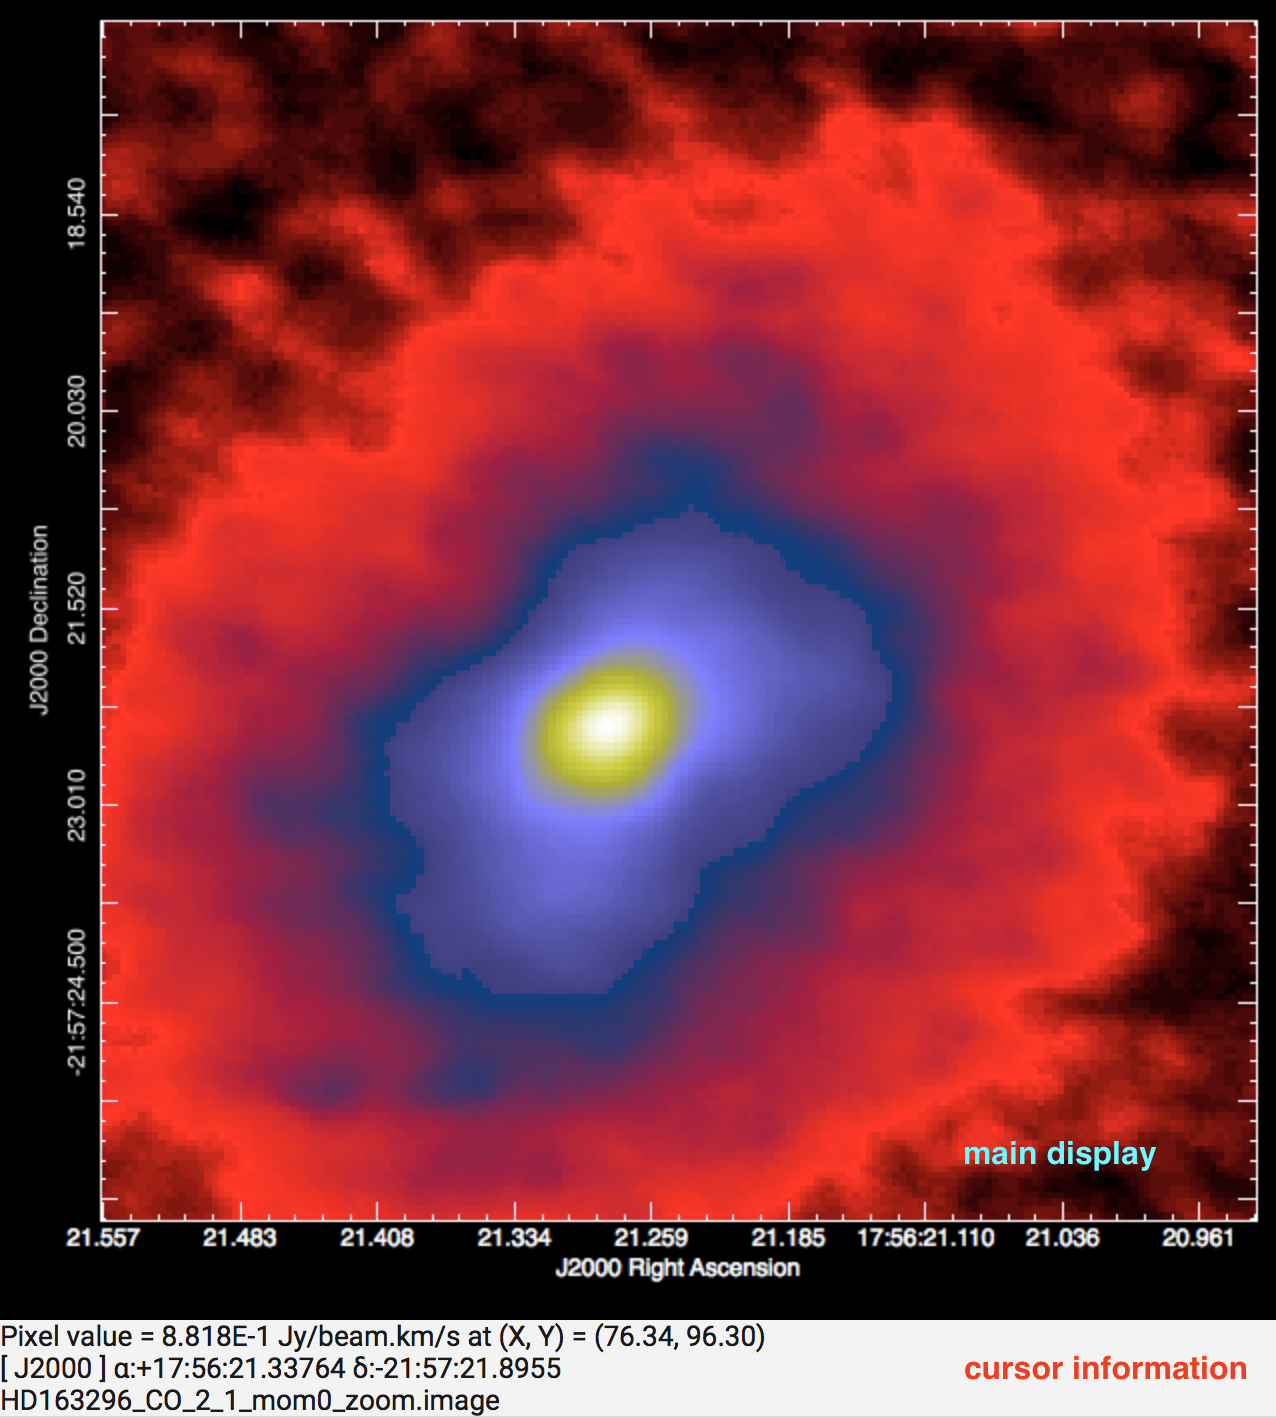 18.540
20.030
J2000 Declination
21.520
23.010
-21:57:24.500
main display
21.557 21.483 21.408 21.334 21.259 21.185 17:56:21.110 21.036 20.961
J2000 Right Ascension
Pixel value = 8.818E-1 Jy/beam.km/s at (X, Y) = (76.34, 96.30)
[ J2000 ] α:+17:56:21.33764 δ:-21:57:21.8955
cursor information
HD163296_CO_2_1_mom0_zoom.image